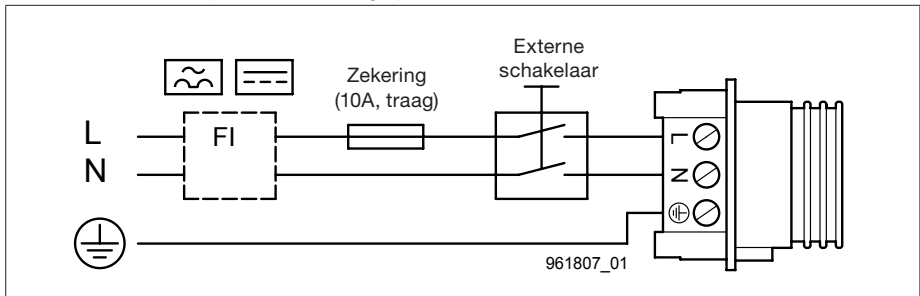 Externe
schakelaar
Zekering
(10A, traag)
L
FI
N
L
N
961807_01